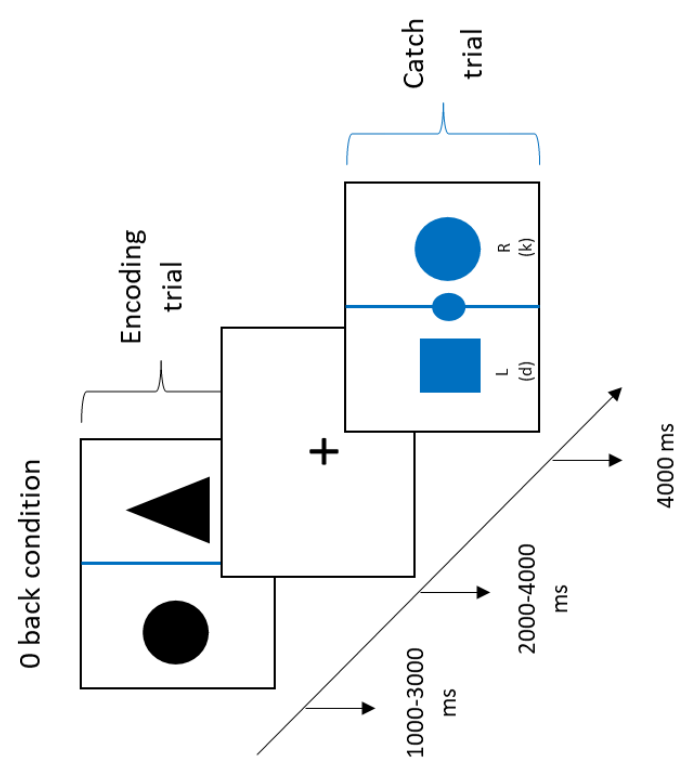 0 back condition
Encoding
trial
Catch
trial
+
L
(d)
R
(k)
1000-3000
ms
2000-4000
ms
4000 ms